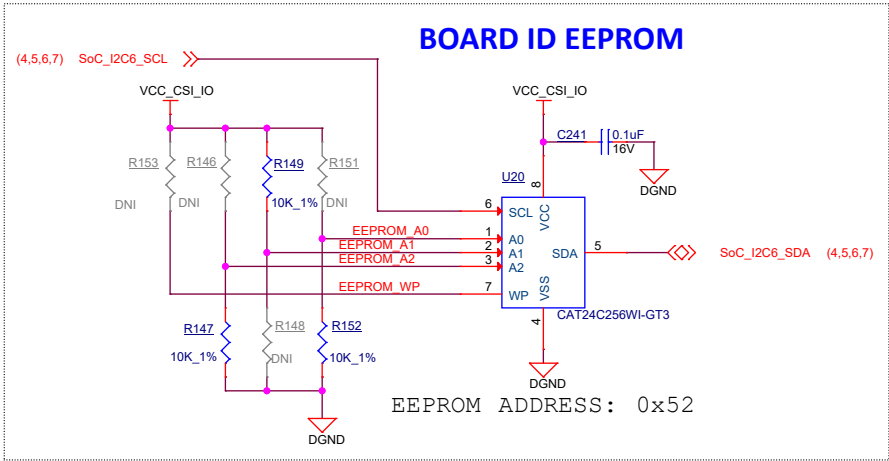 BOARD ID EEPROM
(4,5,6,7) SoC_I2C6_SCL
VCC_CSI_IO
VCC_CSI_IO
C241 0.1uF
16V
R153 R146 R149 R151
DNI DNI 10K_1% DNI
DGND
U20
8
6 SCL VCC
EEPROM_A0 1 A0
EEPROM_A1 2 A1
EEPROM_A2 3 A2
SDA 5 SoC_I2C6_SDA (4,5,6,7)
EEPROM_WP 7 WP VSS
4 CAT24C256WI-GT3
R147 R148 R152
10K_1% DNI 10K_1%
DGND
EEPROM ADDRESS: 0x52
DGND